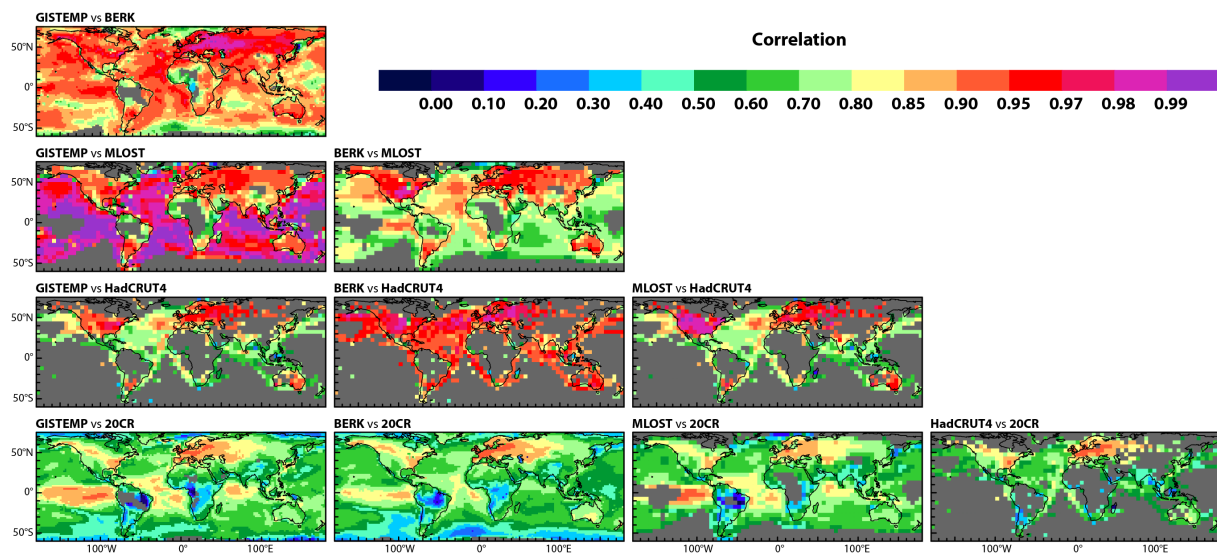 GISTEMP vs BERK
50°N
0°
50°S
Correlation
0.00 0.10 0.20 0.30 0.40 0.50 0.60 0.70 0.80 0.85 0.90 0.95 0.97 0.98 0.99
GISTEMP vs MLOST BERK vs MLOST
50°N
0°
50°S
GISTEMP vs HadCRUT4 BERK vs HadCRUT4 MLOST vs HadCRUT4
50°N
0°
50°S
GISTEMP vs 20CR BERK vs 20CR MLOST vs 20CR HadCRUT4 vs 20CR
50°N
0°
50°S
100°W 0° 100°E 100°W 0° 100°E 100°W 0° 100°E 100°W 0° 100°E